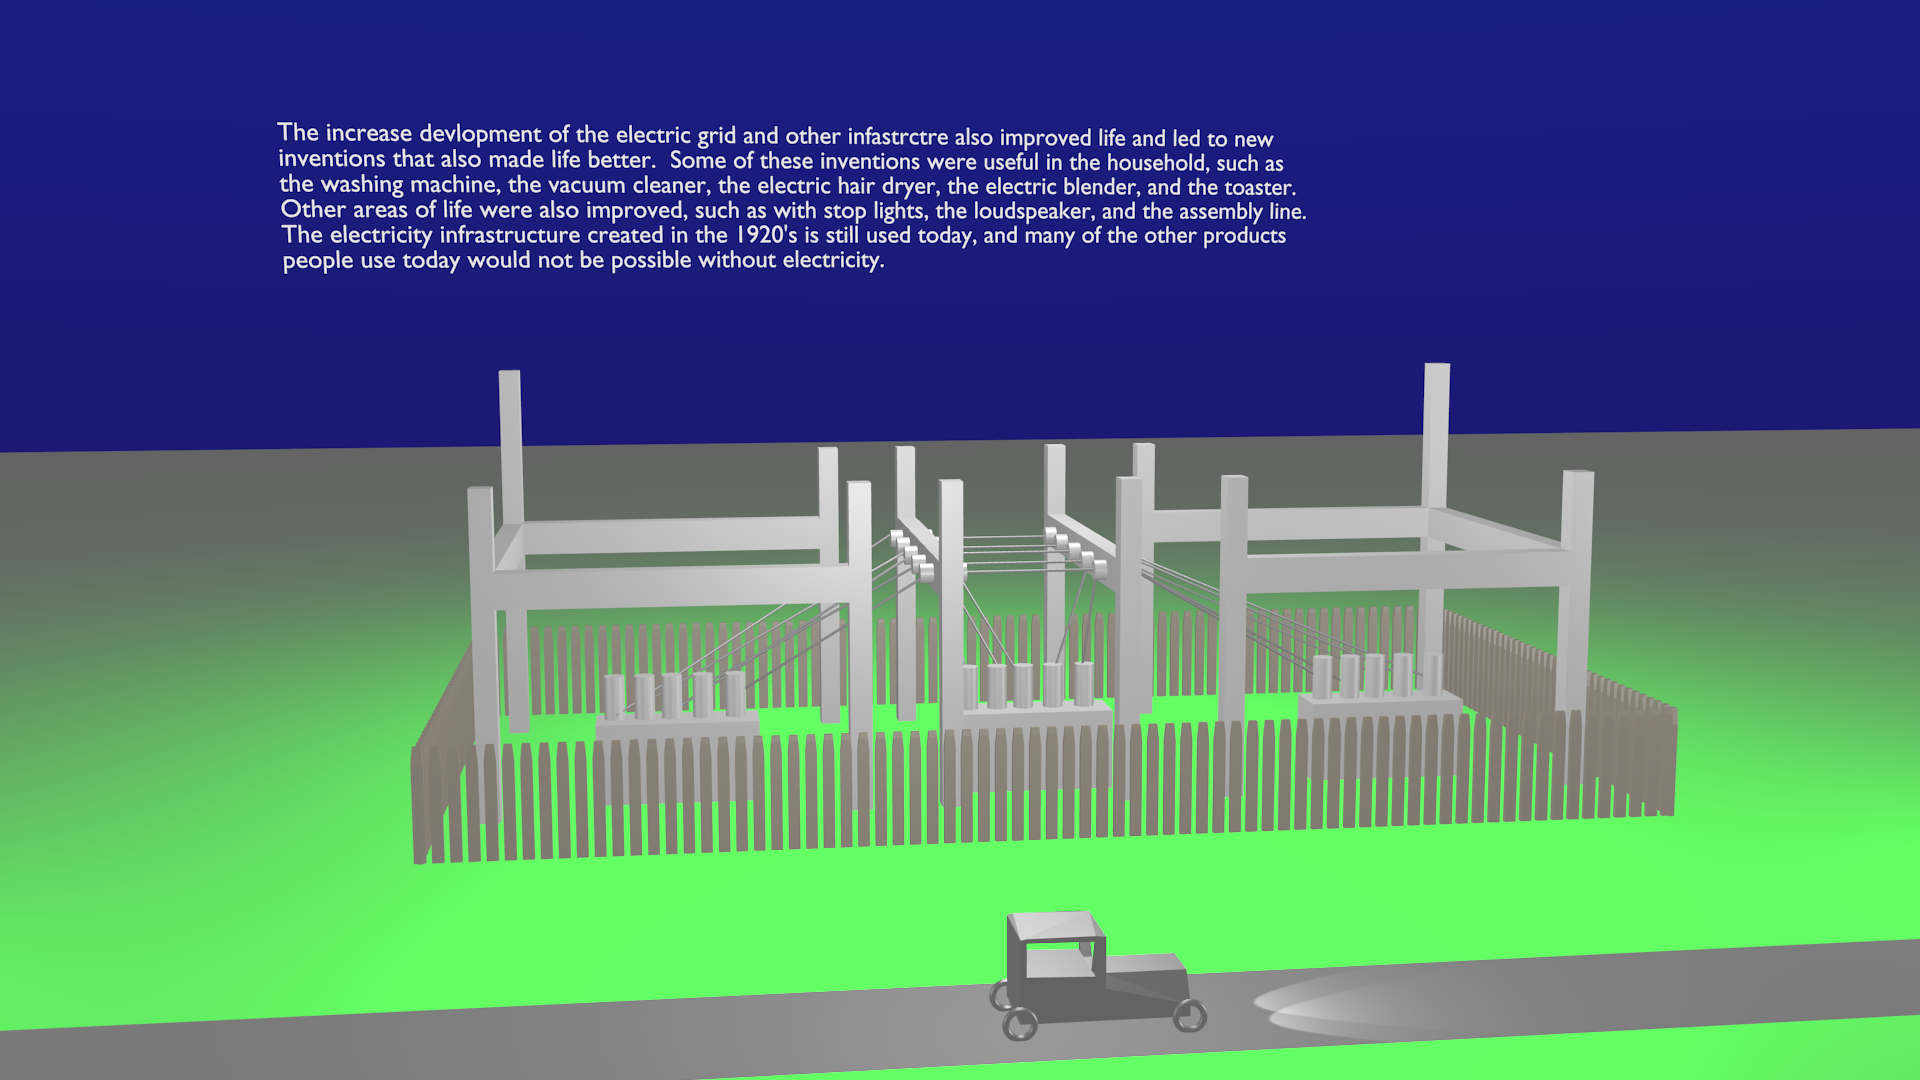 The increase devlopment of the electric grid and other infastrctre also improved life and led to new
inventions that also made life better.  Some of these inventions were useful in the household, such as
the washing machine, the vacuum cleaner, the electric hair dryer, the electric blender, and the toaster.
Other areas of life were also improved, such as with stop lights, the loudspeaker, and the assembly line.
The electricity infrastructure created in the 1920's is still used today, and many of the other products
people use today would not be possible without electricity.